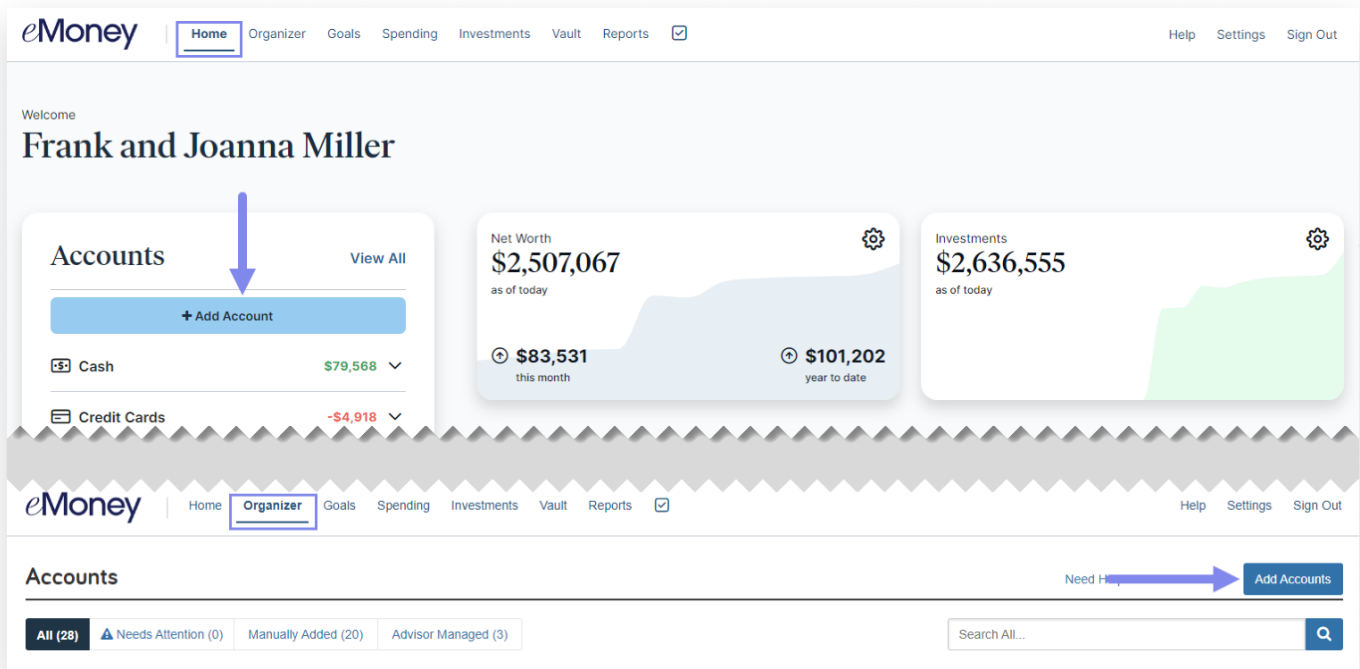 eMoney Home Organizer Goals Spending Investments Vault Reports Help Settings Sign Out
Welcome
Frank and Joanna Miller
Accounts View All
+ Add Account
Cash $79,568
Credit Cards -$4,918
Net Worth
$2,507,067
as of today
$83,531
this month
$101,202
year to date
Investments
$2,636,555
as of today
eMoney Home Organizer Goals Spending Investments Vault Reports Help Settings Sign Out
Accounts Need Add Accounts
All (28) Needs Attention (0) Manually Added (20) Advisor Managed (3) Search All...